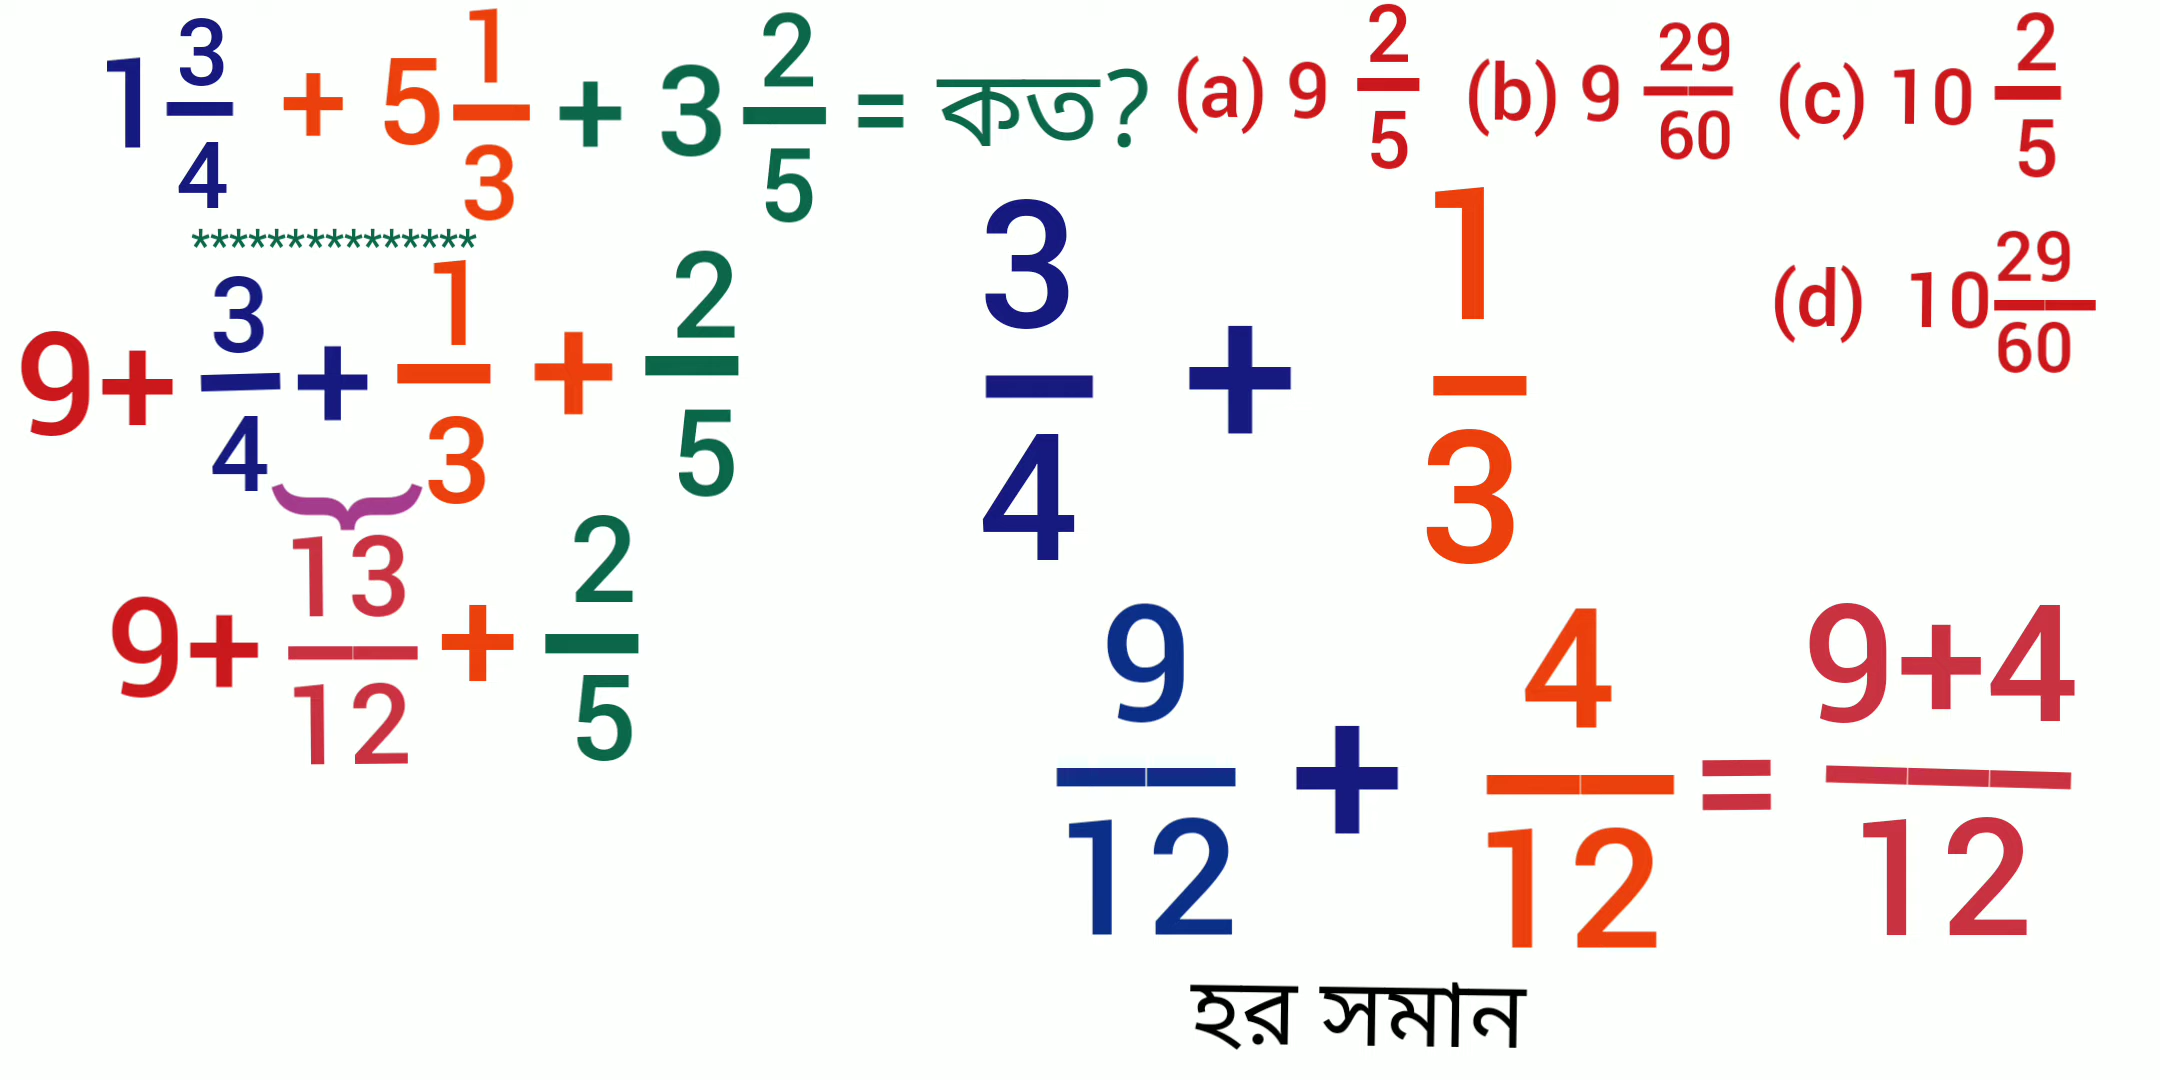 1 3/4 + 5 1/3 + 3 2/5 = কত? (a) 9 2/5 (b) 9 29/60 (c) 10 2/5
(d) 10 29/60
***************
9+ 3/4 + 1/3 + 2/5
9+ 13/12 + 2/5
3/4 + 1/3
9/12 + 4/12 = 9+4/12
হর সমান